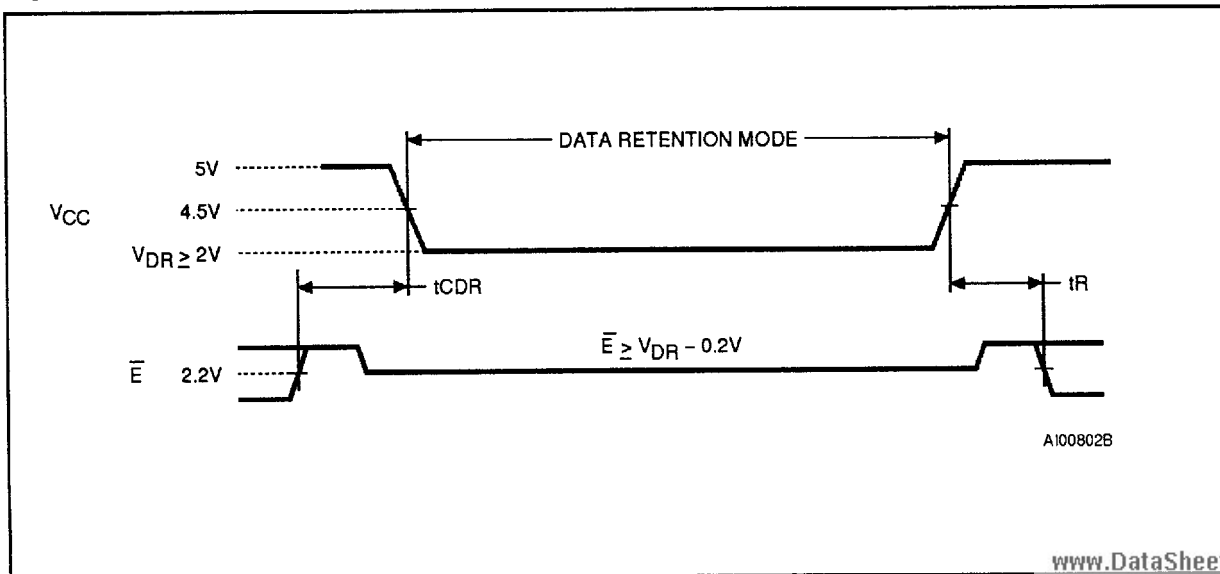 DATA RETENTION MODE
5V
VCC 4.5V
VDR ≥ 2V
tCDR
tR
E̅ ≥ VDR – 0.2V
E̅ 2.2V
AI00802B
www.DataShee